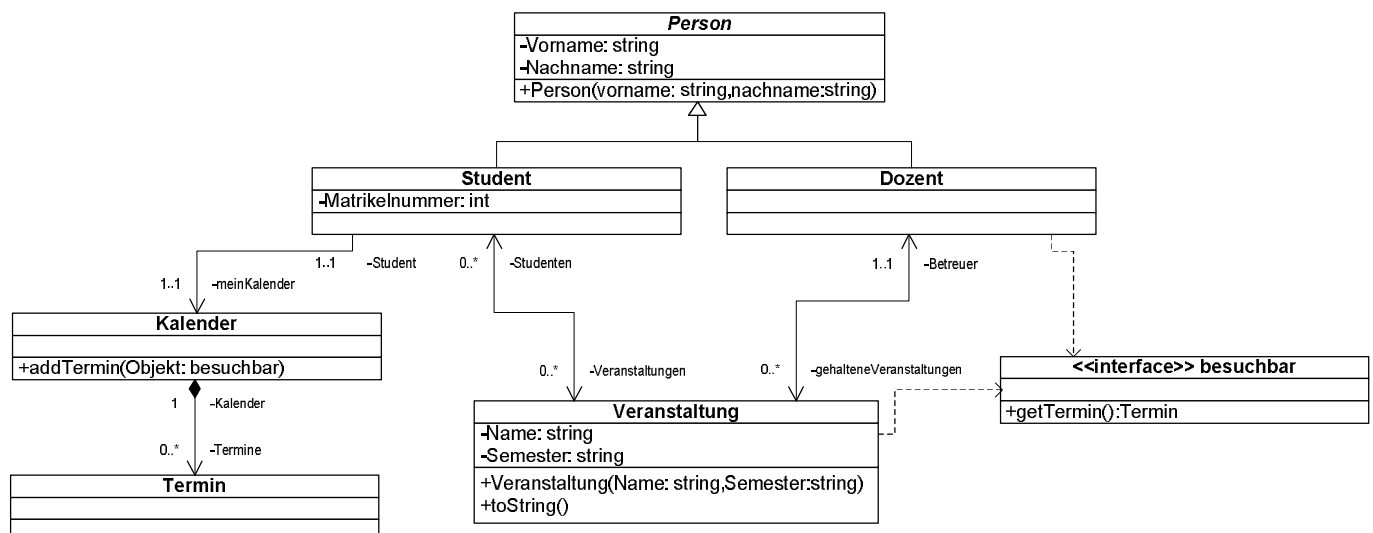 Person
-Vorname: string
-Nachname: string
+Person(vorname: string,nachname:string)
Student
-Matrikelnummer: int
Dozent
1..1 -Student
0..* -Studenten
1..1 -Betreuer
1..1 -meinKalender
Kalender
+addTermin(Objekt: besuchbar)
0..* -Veranstaltungen
0..* -gehalteneVeranstaltungen
<<interface>> besuchbar
+getTermin():Termin
1 -Kalender
0..* -Termine
Veranstaltung
-Name: string
-Semester: string
+Veranstaltung(Name: string,Semester:string)
+toString()
Termin